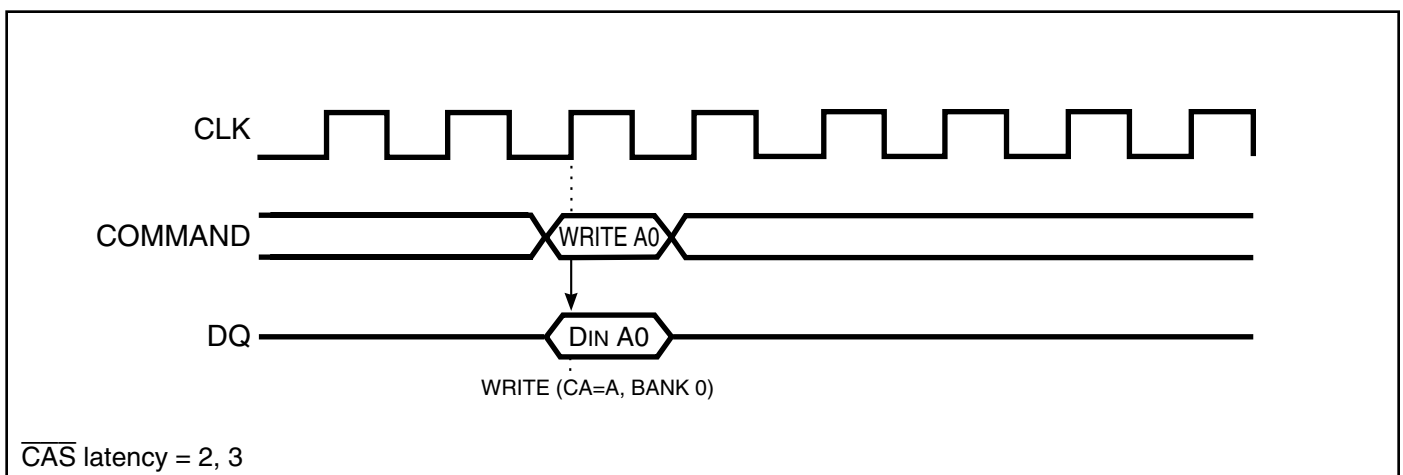 CLK
COMMAND
WRITE A0
DQ
DIN A0
WRITE (CA=A, BANK 0)
CAS latency = 2, 3